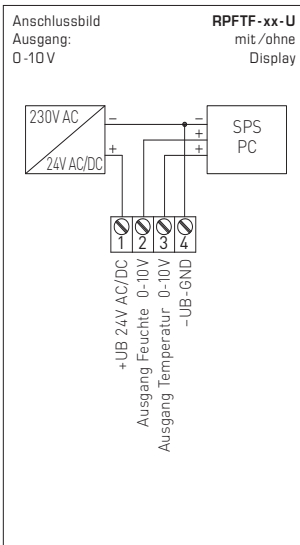 Anschlussbild
Ausgang:
0-10 V
RPFTF-xx-U
mit/ohne
Display
230V AC
24V AC/DC
–
+
–
+
+
SPS
PC
1
2
3
4
+UB 24V AC/DC
Ausgang Feuchte 0-10V
Ausgang Temperatur 0-10V
–UB-GND